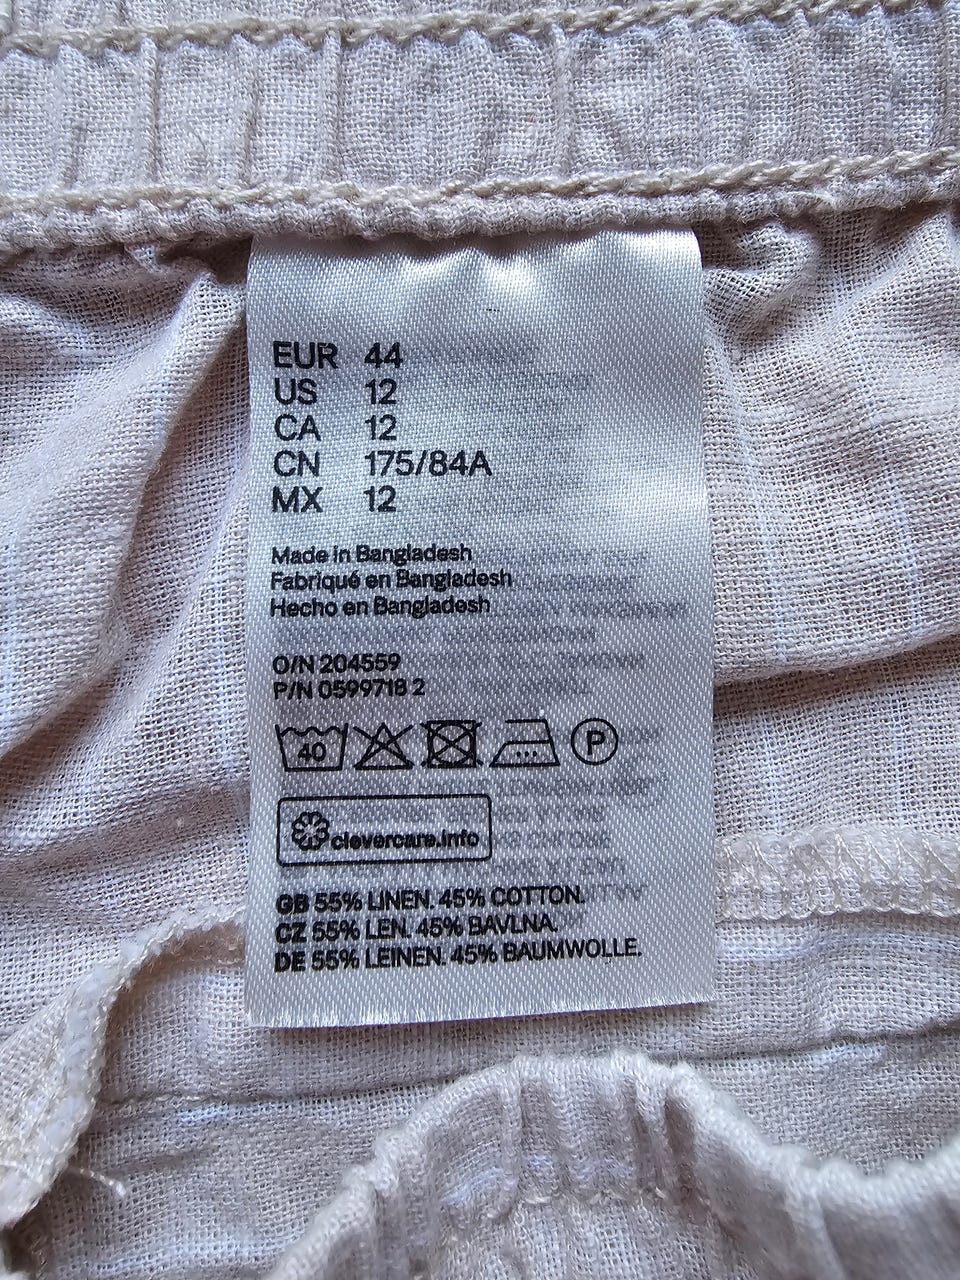 EUR 44
US 12
CA 12
CN 175/84A
MX 12
Made in Bangladesh
Fabriqué en Bangladesh
Hecho en Bangladesh
O/N 204559
P/N 0599718 2
40 P
clevercare.info
GB 55% LINEN. 45% COTTON.
CZ 55% LEN. 45% BAVLNA.
DE 55% LEINEN. 45% BAUMWOLLE.